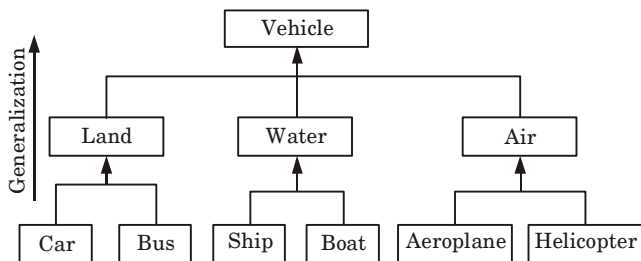 Vehicle
Generalization
Land
Water
Air
Car
Bus
Ship
Boat
Aeroplane
Helicopter